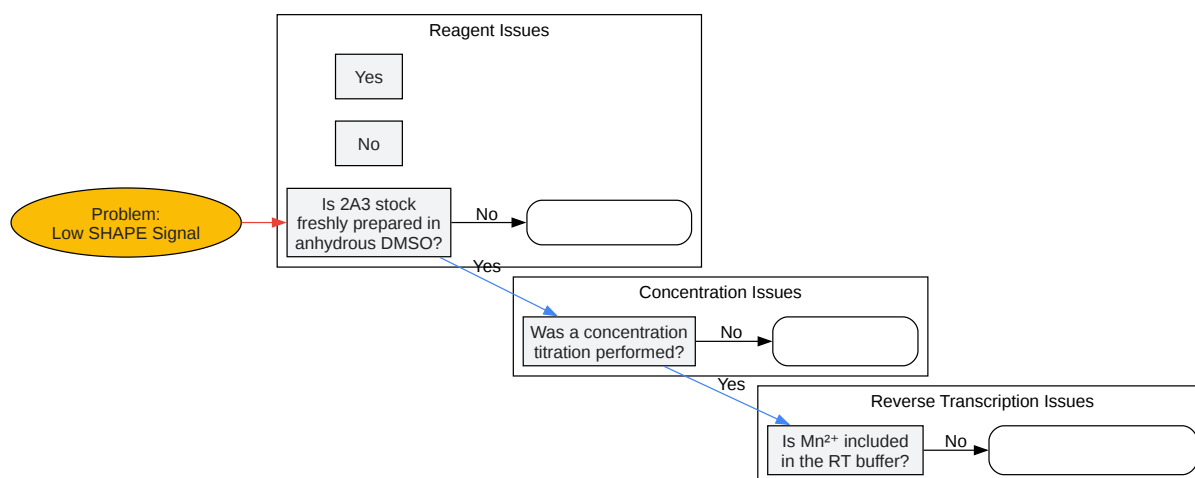 Reagent Issues
Yes
No
Problem:
Low SHAPE Signal
Is 2A3 stock
freshly prepared in
anhydrous DMSO?
No
Yes
Concentration Issues
Was a concentration
titration performed?
No
Yes
Reverse Transcription Issues
Is Mn²⁺ included
in the RT buffer?
No